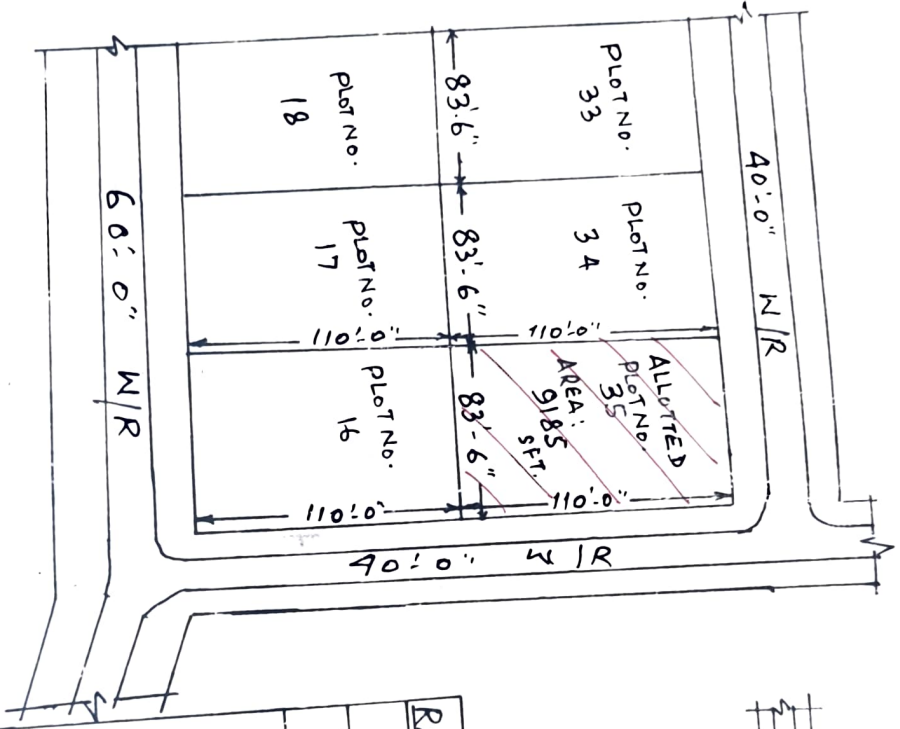 PLOT NO.
18
83'.6"
PLOT NO.
33
PLOT NO.
17
83'-6"
PLOT NO.
34
60'-0" W/R
40'-0" W/R
110'-0"
110'-0"
PLOT NO.
16
83'-6"
ALLOTTED
PLOT NO.
35
AREA:
9185
SFT.
110'-0"
110'-0"
40'-0" W/R
R